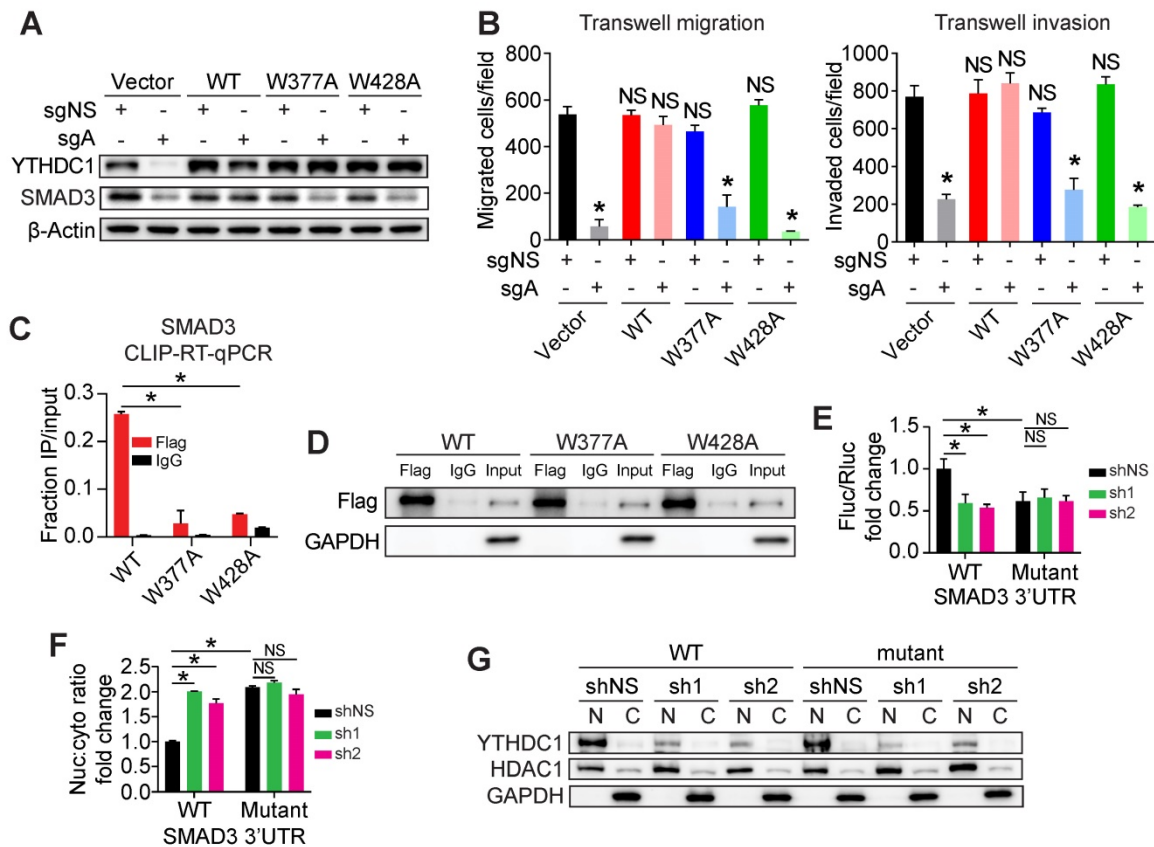 A
Vector WT W377A W428A
sgNS + - + - + - + -
sgA - + - + - + - +
YTHDC1
SMAD3
β-Actin
B
Transwell migration
Migrated cells/field
800
600
400
200
0
* NS NS NS * NS *
sgNS + - + - + - + -
sgA - + - + - + - +
Vector WT W377A W428A
Transwell invasion
Invaded cells/field
1000
800
600
400
200
0
* NS NS NS * NS *
sgNS + - + - + - + -
sgA - + - + - + - +
Vector WT W377A W428A
C
SMAD3
CLIP-RT-qPCR
Fraction IP/input
0.3
0.2
0.1
0.0
*
*
Flag
IgG
WT W377A W428A
D
WT W377A W428A
Flag IgG Input Flag IgG Input Flag IgG Input
Flag
GAPDH
E
Fluc/Rluc
fold change
1.5
1.0
0.5
0.0
* NS
* NS
*
shNS
sh1
sh2
WT Mutant
SMAD3 3'UTR
F
Nuc:cyto ratio
fold change
2.5
2.0
1.5
1.0
0.5
0.0
* NS
* NS
*
shNS
sh1
sh2
WT Mutant
SMAD3 3'UTR
G
WT mutant
shNS sh1 sh2 shNS sh1 sh2
N C N C N C N C N C N C
YTHDC1
HDAC1
GAPDH